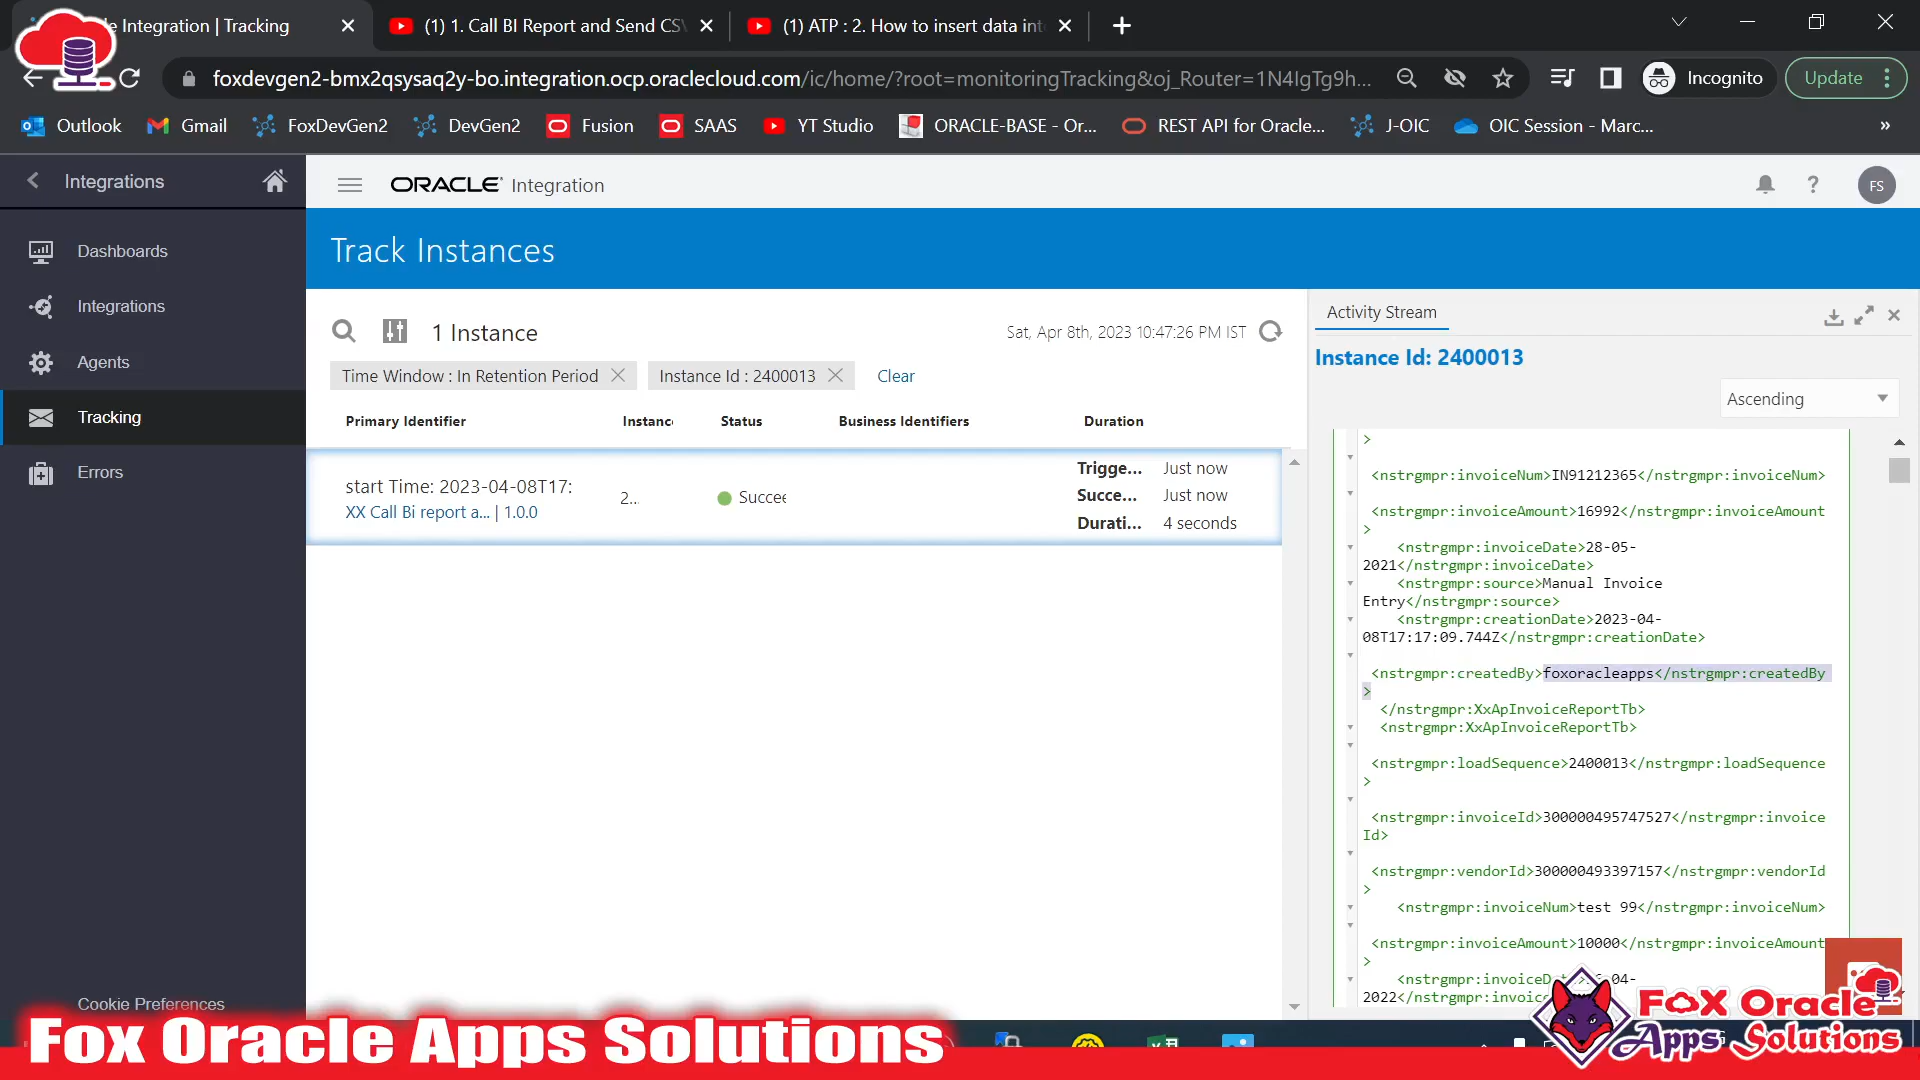 Integration | Tracking
(1) 1. Call BI Report and Send CS
(1) ATP : 2. How to insert data int
foxdevgen2-bmx2qsysaq2y-bo.integration.ocp.oraclecloud.com/ic/home/?root=monitoringTracking&oj_Router=1N4IgTg9h...
Incognito
Update
Outlook
Gmail
FoxDevGen2
DevGen2
Fusion
SAAS
YT Studio
ORACLE-BASE - Or...
REST API for Oracle...
J-OIC
OIC Session - Marc...
»
Integrations
ORACLE Integration
FS
Dashboards
Integrations
Agents
Tracking
Errors
Cookie Preferences
Track Instances
1 Instance
Sat, Apr 8th, 2023 10:47:26 PM IST
Time Window : In Retention Period
Instance Id : 2400013
Clear
Primary Identifier
Instanc
Status
Business Identifiers
Duration
start Time: 2023-04-08T17:
XX Call Bi report a... | 1.0.0
2...
Succee
Trigge... Just now
Succe... Just now
Durati... 4 seconds
Activity Stream
Instance Id: 2400013
Ascending
>
<nstrgmpr:invoiceNum>IN91212365</nstrgmpr:invoiceNum>
<nstrgmpr:invoiceAmount>16992</nstrgmpr:invoiceAmount
>
<nstrgmpr:invoiceDate>28-05-
2021</nstrgmpr:invoiceDate>
<nstrgmpr:source>Manual Invoice
Entry</nstrgmpr:source>
<nstrgmpr:creationDate>2023-04-
08T17:17:09.744Z</nstrgmpr:creationDate>
<nstrgmpr:createdBy>foxoracleapps</nstrgmpr:createdBy
>
</nstrgmpr:XxApInvoiceReportTb>
<nstrgmpr:XxApInvoiceReportTb>
<nstrgmpr:loadSequence>2400013</nstrgmpr:loadSequence
>
<nstrgmpr:invoiceId>300000495747527</nstrgmpr:invoice
Id>
<nstrgmpr:vendorId>300000493397157</nstrgmpr:vendorId
>
<nstrgmpr:invoiceNum>test 99</nstrgmpr:invoiceNum>
<nstrgmpr:invoiceAmount>10000</nstrgmpr:invoiceAmount
>
04-
2022</nstrgmpr:invoic
Fox Oracle Apps Solutions
FOX Oracle
Apps Solutions